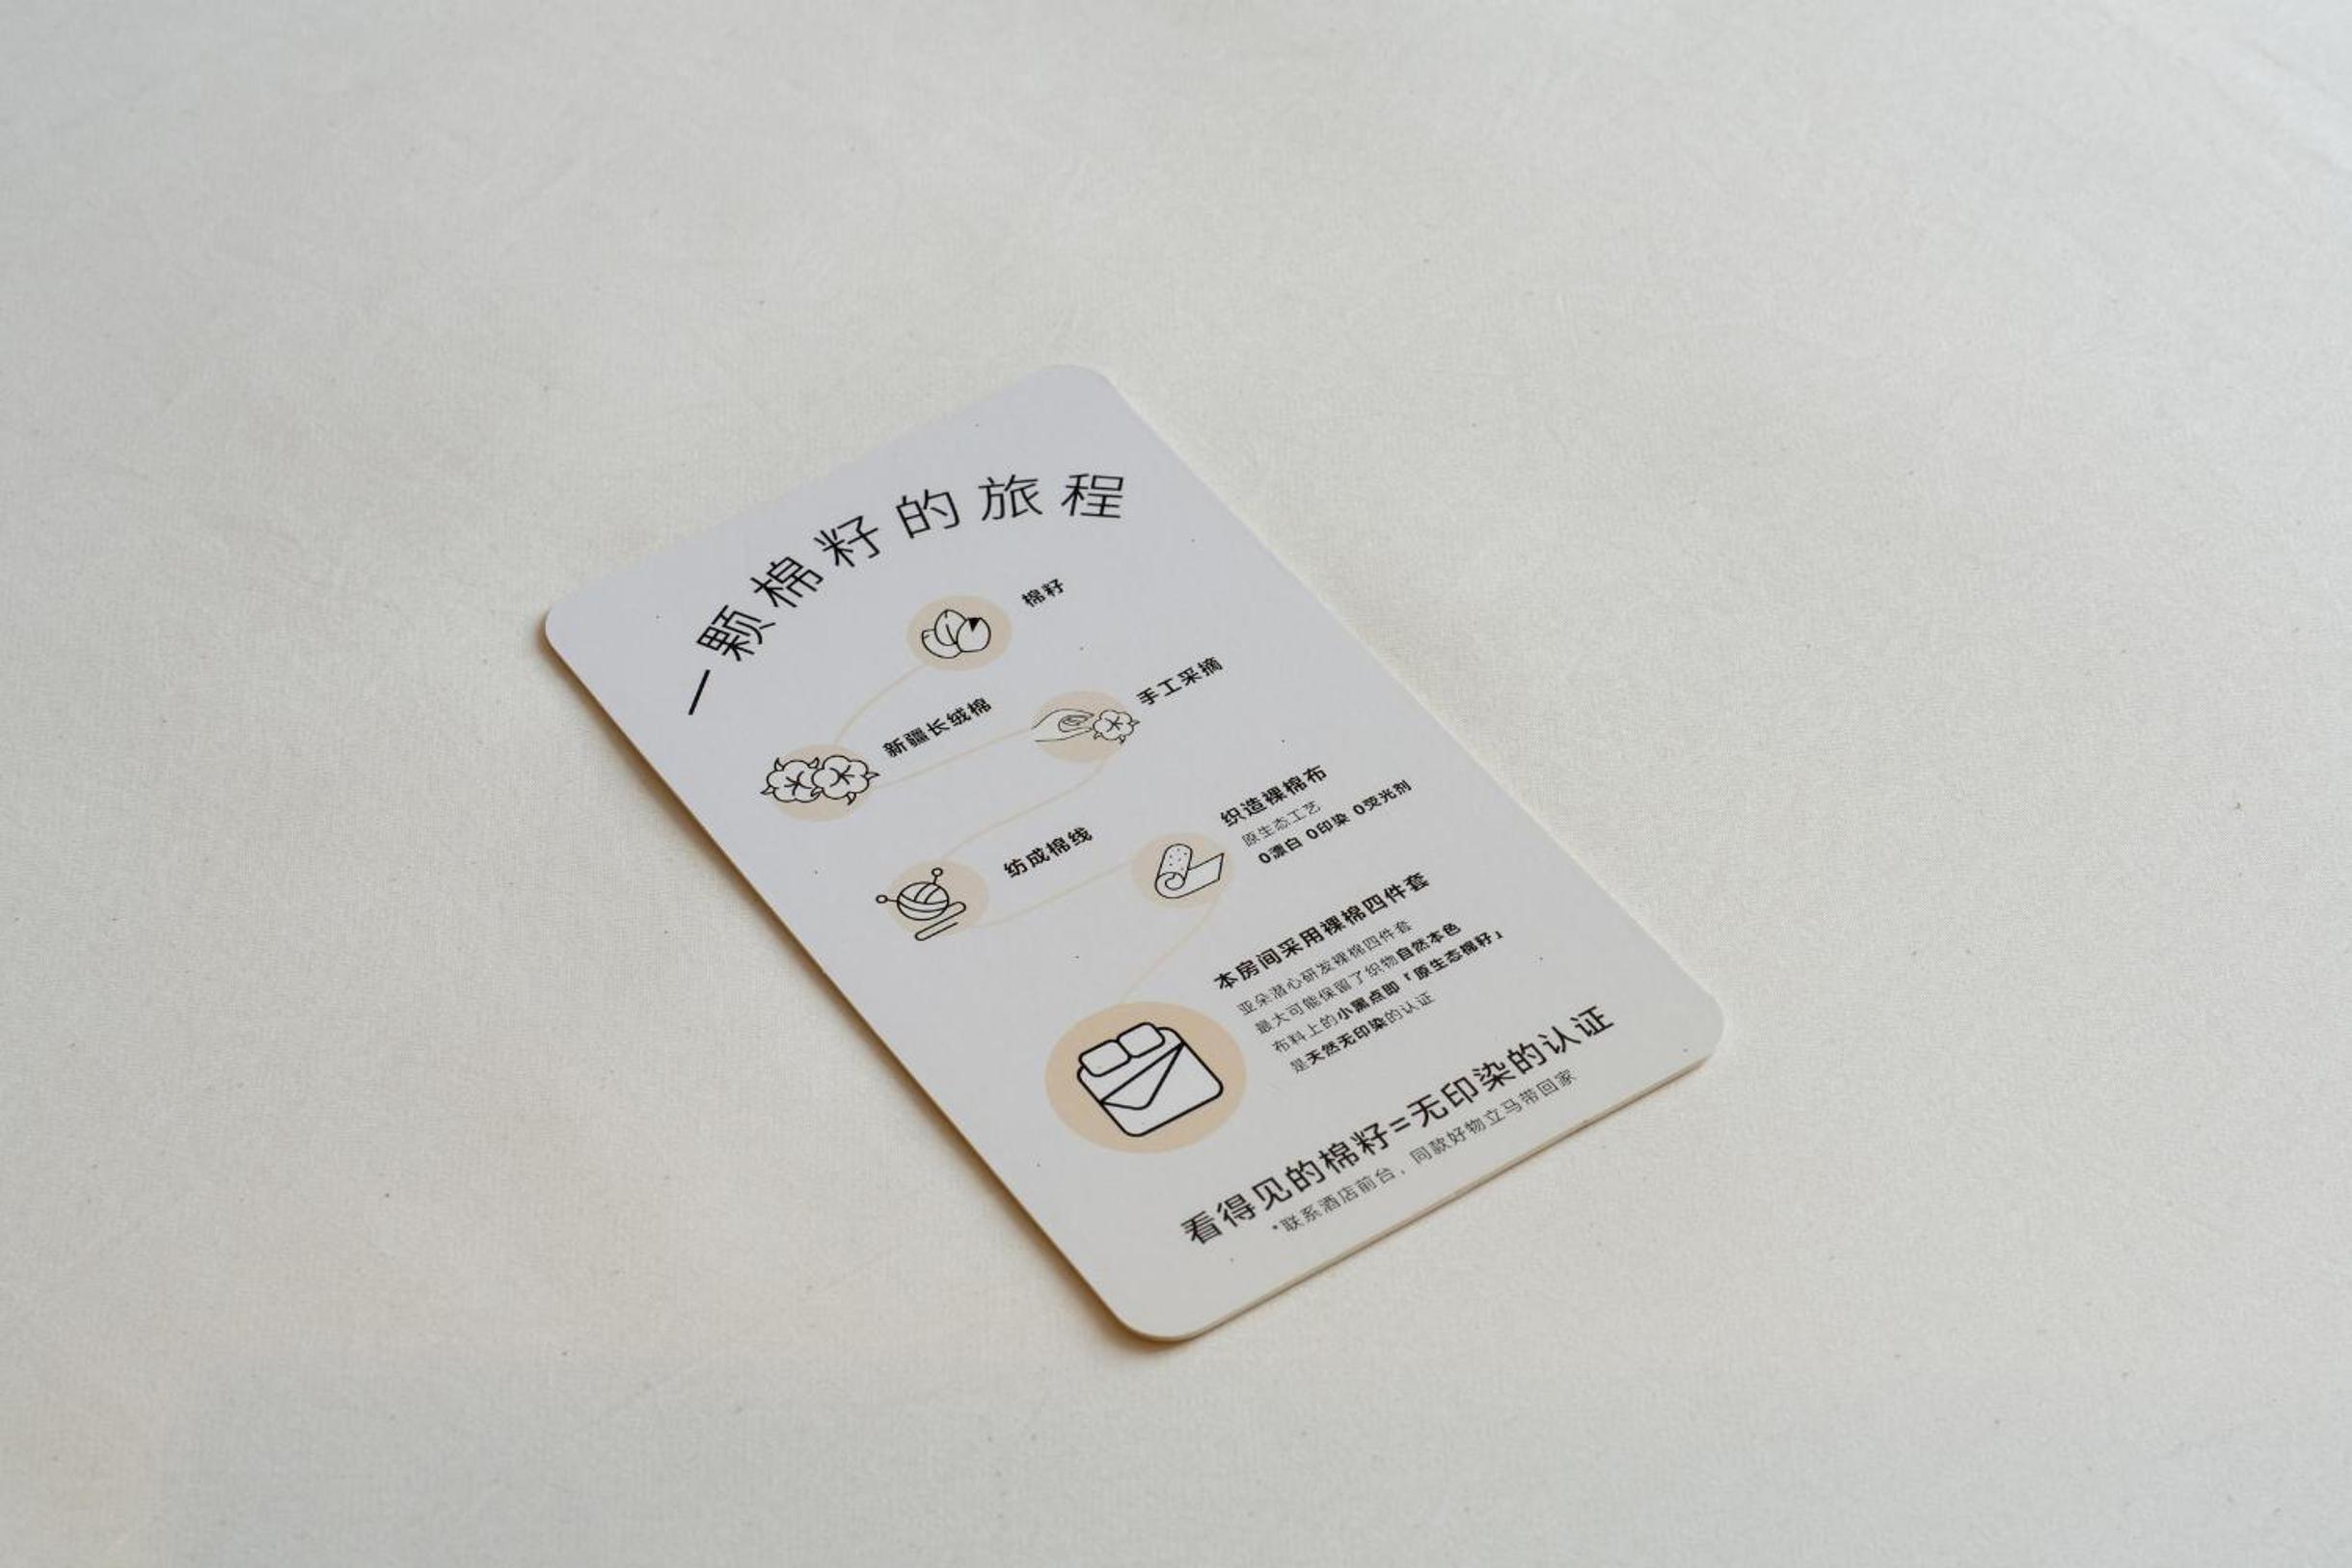 一颗棉籽的旅程
棉籽
新疆长绒棉
手工采摘
纺成棉线
织造裸棉布
原生态工艺
0漂白 0印染 0荧光剂
本房间采用裸棉四件套
亚朵潜心研发裸棉四件套
最大可能保留了织物自然本色
布料上的小黑点即「原生态棉籽」
是天然无印染的认证
看得见的棉籽=无印染的认证
*联系酒店前台，同款好物立马带回家